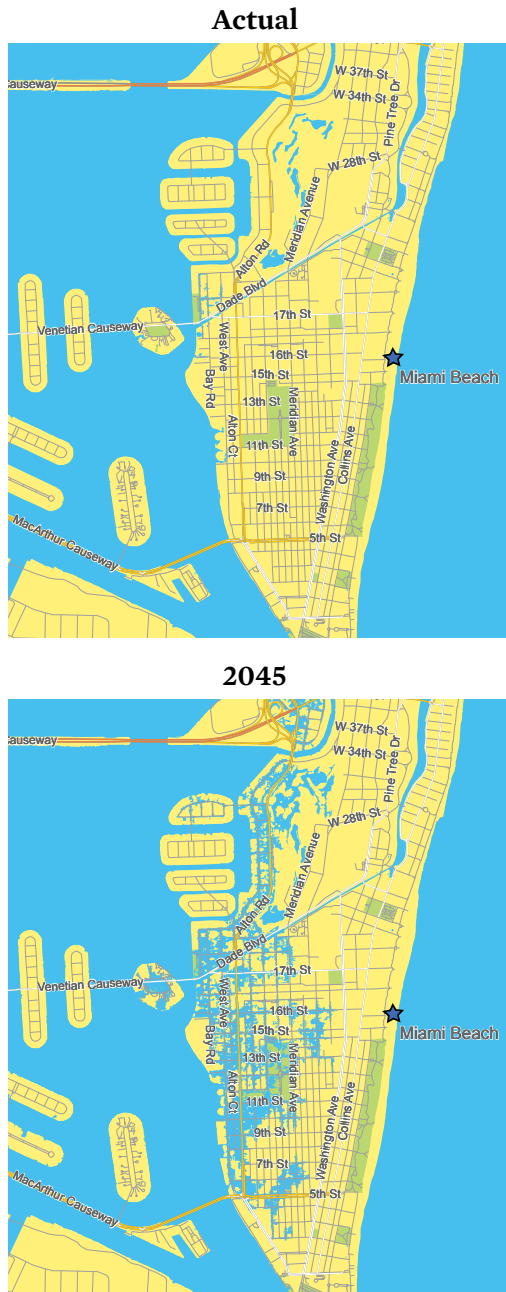 Actual
Causeway
W 37th St
W 34th St
Pine Tree Dr
W 28th St
Meridian Avenue
Alton Rd
Dade Blvd
17th St
Venetian Causeway
West Ave
16th St
15th St
Bay Rd
Miami Beach
13th St
Meridian Ave
Alton Ct
11th St
Washington Ave
Collins Ave
9th St
7th St
MacArthur Causeway
5th St
2045
Causeway
W 37th St
W 34th St
Pine Tree Dr
W 28th St
Meridian Avenue
Alton Rd
Dade Blvd
17th St
Venetian Causeway
West Ave
16th St
15th St
Bay Rd
Miami Beach
13th St
Meridian Ave
Alton Ct
11th St
Washington Ave
Collins Ave
9th St
7th St
MacArthur Causeway
5th St